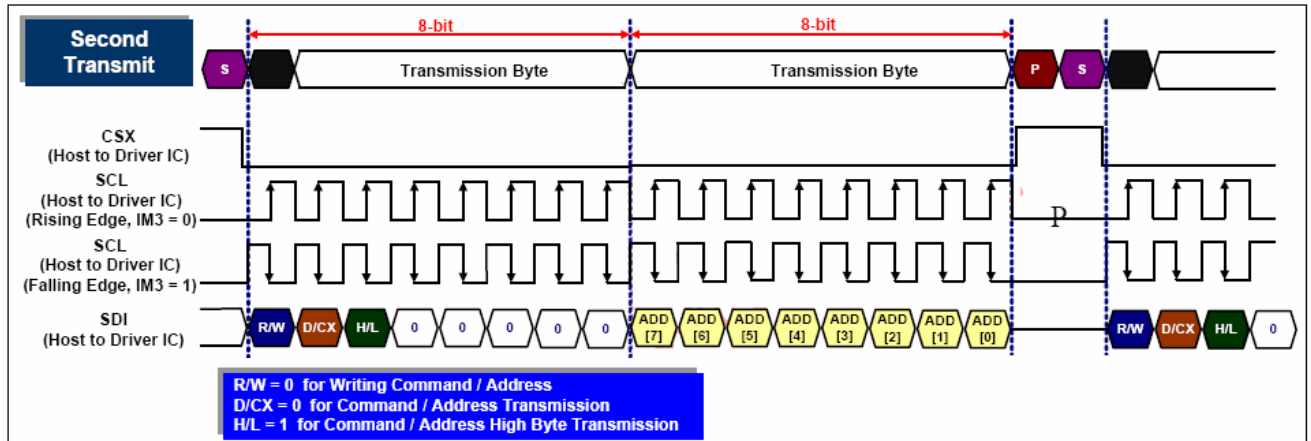 Second
Transmit
8-bit
8-bit
S
Transmission Byte
Transmission Byte
P
S
CSX
(Host to Driver IC)
SCL
(Host to Driver IC)
(Rising Edge, IM3 = 0)
P
SCL
(Host to Driver IC)
(Falling Edge, IM3 = 1)
SDI
(Host to Driver IC)
R/W D/CX H/L 0 0 0 0 0 ADD [7] ADD [6] ADD [5] ADD [4] ADD [3] ADD [2] ADD [1] ADD [0] R/W D/CX H/L 0
R/W = 0 for Writing Command / Address
D/CX = 0 for Command / Address Transmission
H/L = 1 for Command / Address High Byte Transmission